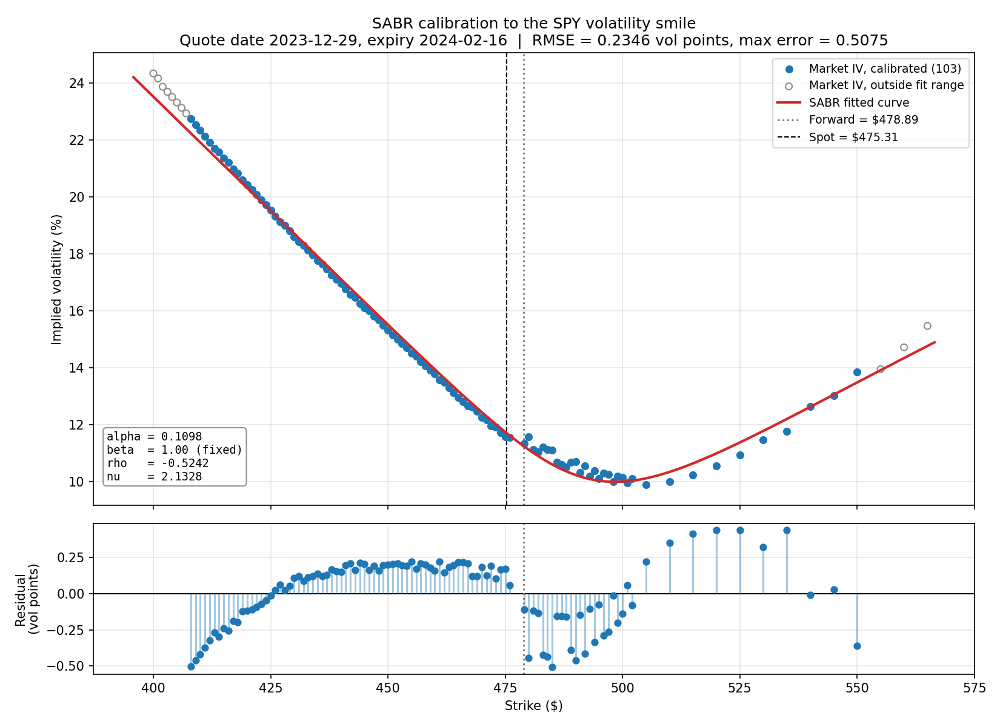 SABR calibration to the SPY volatility smile
Quote date 2023-12-29, expiry 2024-02-16  |  RMSE = 0.2346 vol points, max error = 0.5075
Market IV, calibrated (103)
Market IV, outside fit range
SABR fitted curve
Forward = $478.89
Spot = $475.31
Implied volatility (%)
24
22
20
18
16
14
12
10
alpha = 0.1098
beta  = 1.00 (fixed)
rho   = -0.5242
nu    = 2.1328
Residual
(vol points)
0.25
0.00
−0.25
−0.50
400
425
450
475
500
525
550
575
Strike ($)